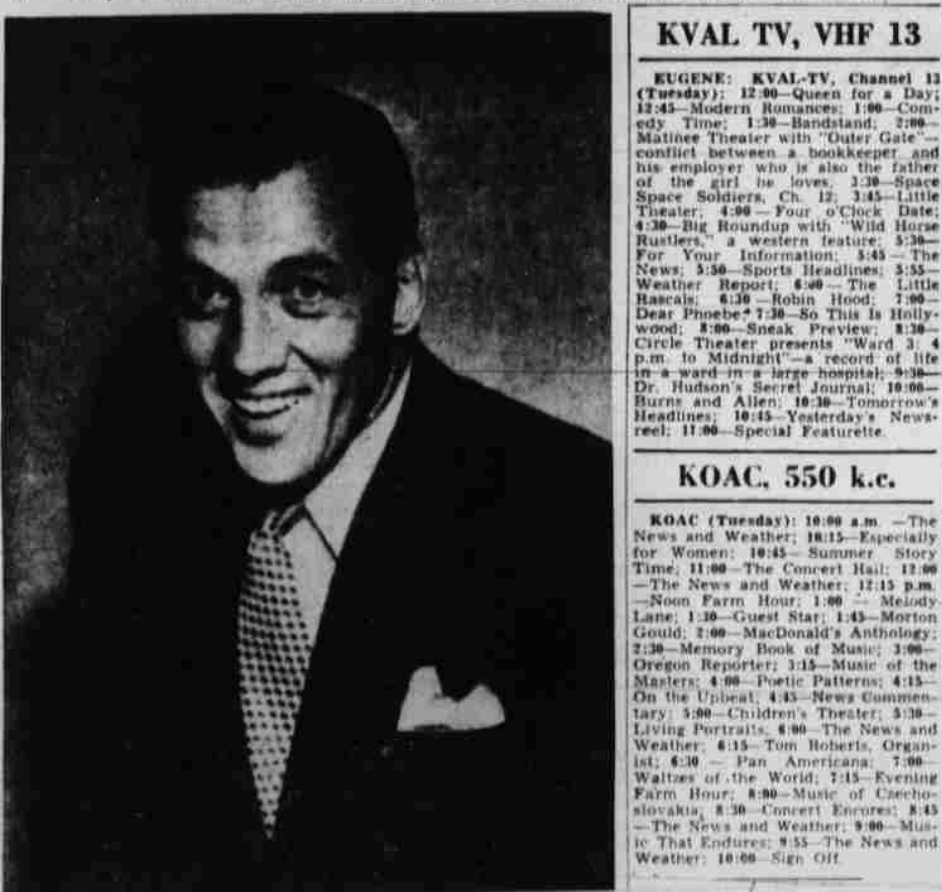 KVAL TV, VHF 13
EUGENE: KVAL-TV, Channel 13
(Tuesday): 12:00—Queen for a Day;
12:45—Modern Romances; 1:00—Com-
edy Time; 1:30—Bandstand; 2:00—
Matinee Theater with "Outer Gate"—
conflict between a bookkeeper and
his employer who is also the father
of the girl he loves. 3:30—Space
Space Soldiers, Ch. 12; 3:45—Little
Theater; 4:00—Four o'Clock Date;
4:30—Big Roundup with "Wild Horse
Rustlers," a western feature; 5:30—
For Your Information; 5:45—The
News; 5:50—Sports Headlines; 5:55—
Weather Report; 6:00—The Little
Rascals; 6:30—Robin Hood; 7:00—
Dear Phoebe; 7:30—So This Is Holly-
wood; 8:00—Sneak Preview; 8:30—
Circle Theater presents "Ward 3: 4
p.m. to Midnight"—a record of life
in a ward in a large hospital; 9:30—
Dr. Hudson's Secret Journal; 10:00—
Burns and Allen; 10:30—Tomorrow's
Headlines; 10:45—Yesterday's News-
reel; 11:00—Special Featurette.
KOAC, 550 k.c.
KOAC (Tuesday): 10:00 a.m. —The
News and Weather; 10:15—Especially
for Women; 10:45—Summer Story
Time; 11:00—The Concert Hall; 12:00
—The News and Weather; 12:15 p.m.
—Noon Farm Hour; 1:00 — Melody
Lane; 1:30—Guest Star; 1:45—Morton
Gould; 2:00—MacDonald's Anthology;
2:30—Memory Book of Music; 3:00—
Oregon Reporter; 3:15—Music of the
Masters; 4:00—Poetic Patterns; 4:15—
On the Upbeat; 4:45—News Commen-
tary; 5:00—Children's Theater; 5:30—
Living Portraits; 6:00—The News and
Weather; 6:15—Tom Roberts, Organ-
ist; 6:30 — Pan Americana; 7:00—
Waltzes of the World; 7:15—Evening
Farm Hour; 8:00—Music of Czecho-
slovakia; 8:30—Concert Encores; 8:45
—The News and Weather; 9:00—Mus-
ic That Endures; 9:55—The News and
Weather; 10:00—Sign Off.